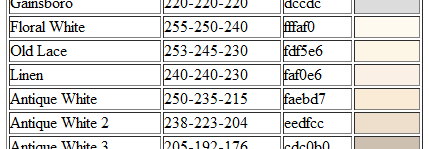 Gainsboro 220-220-220 dccdc
Floral White 255-250-240 fffaf0
Old Lace 253-245-230 fdf5e6
Linen 240-240-230 faf0e6
Antique White 250-235-215 faebd7
Antique White 2 238-223-204 eedfcc
Antique White 3 205-192-176 cdc0b0